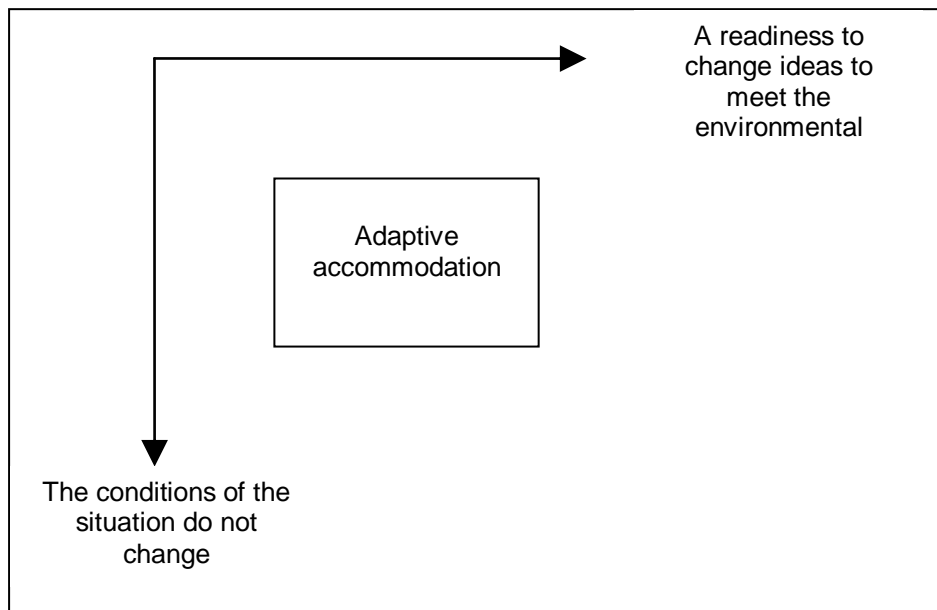 A readiness to
change ideas to
meet the
environmental
Adaptive
accommodation
The conditions of the
situation do not
change